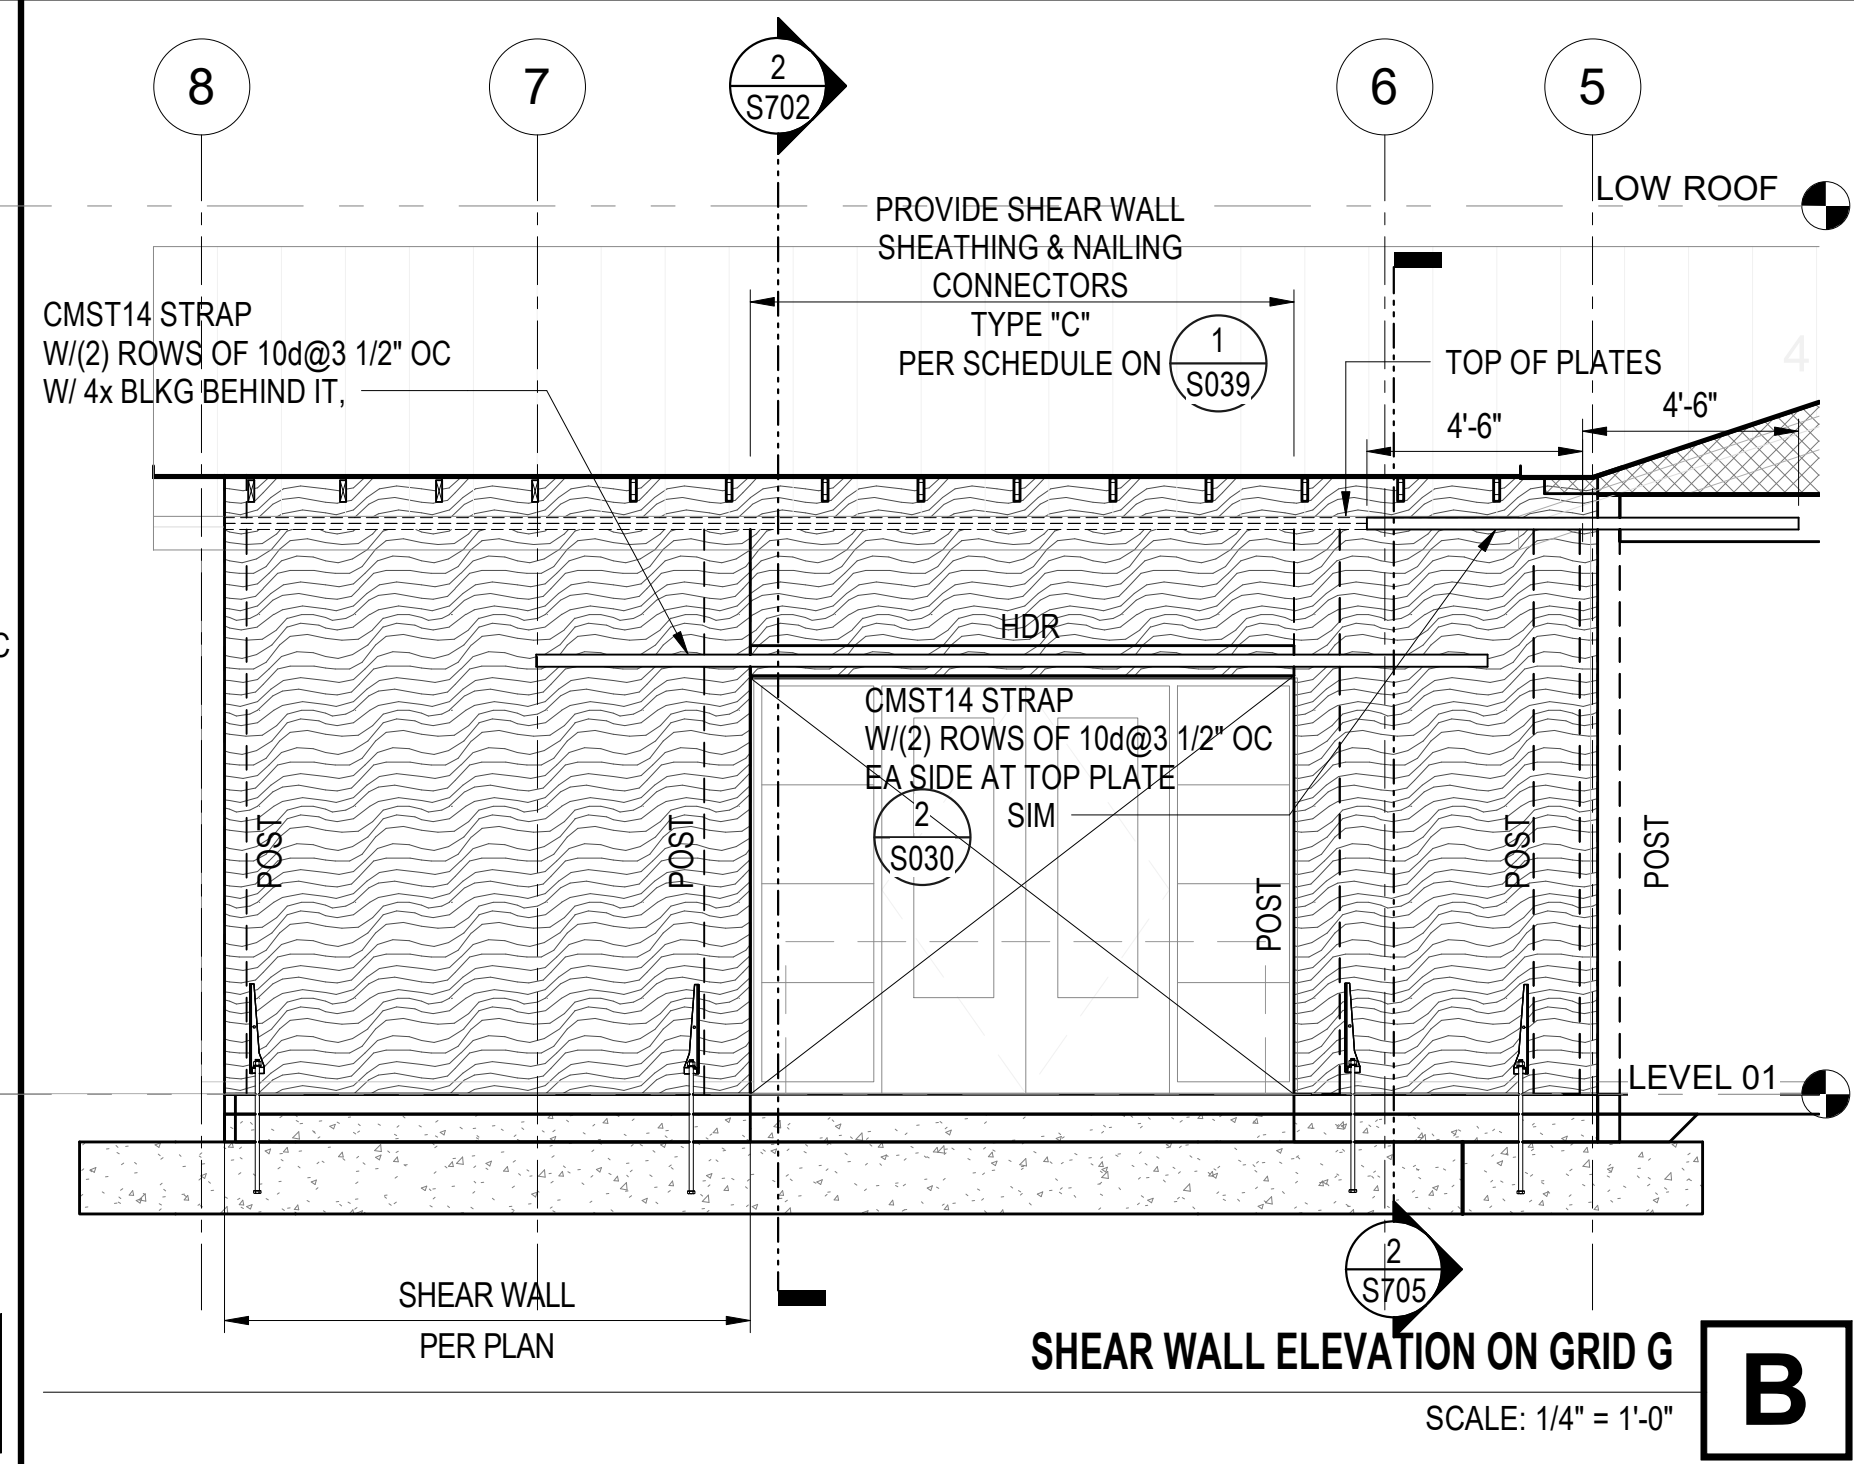 8
7
2
S702
6
5
LOW ROOF
PROVIDE SHEAR WALL
SHEATHING & NAILING
CONNECTORS
TYPE "C"
PER SCHEDULE ON
1
S039
CMST14 STRAP
W/(2) ROWS OF 10d@3 1/2" OC
W/ 4x BLKG BEHIND IT,
TOP OF PLATES
4
4'-6"
4'-6"
C
HDR
CMST14 STRAP
W/(2) ROWS OF 10d@3 1/2" OC
EA SIDE AT TOP PLATE
SIM
2
S030
POST
POST
POST
POST
POST
LEVEL 01
2
S705
SHEAR WALL
PER PLAN
SHEAR WALL ELEVATION ON GRID G
SCALE: 1/4" = 1'-0"
B